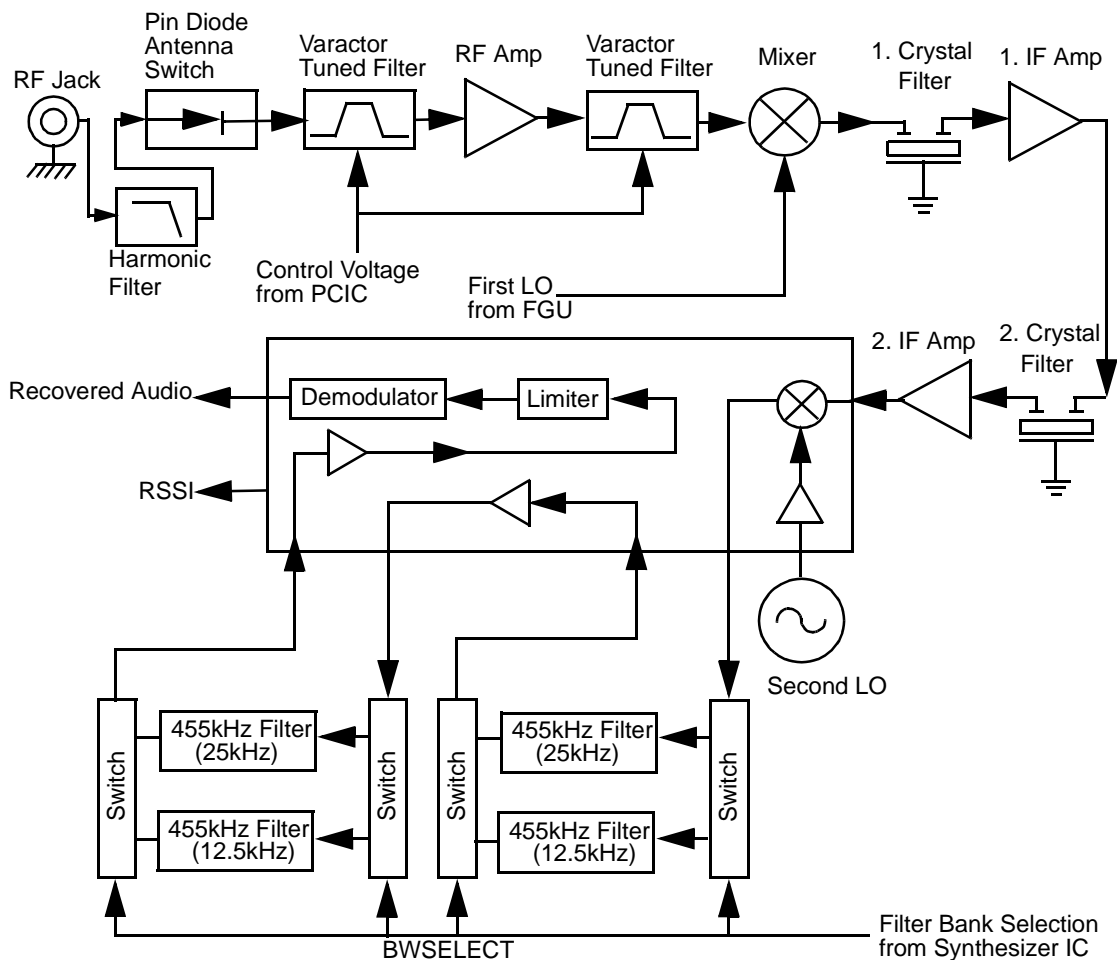 Pin Diode
Antenna
Switch
Varactor
Tuned Filter
RF Amp
Varactor
Tuned Filter
Mixer
1. Crystal
Filter
1. IF Amp
RF Jack
Harmonic
Filter
Control Voltage
from PCIC
First LO
from FGU
2. IF Amp
2. Crystal
Filter
Recovered Audio
Demodulator
Limiter
RSSI
Second LO
Switch
455kHz Filter
(25kHz)
Switch
Switch
455kHz Filter
(25kHz)
Switch
455kHz Filter
(12.5kHz)
455kHz Filter
(12.5kHz)
BWSELECT
Filter Bank Selection
from Synthesizer IC